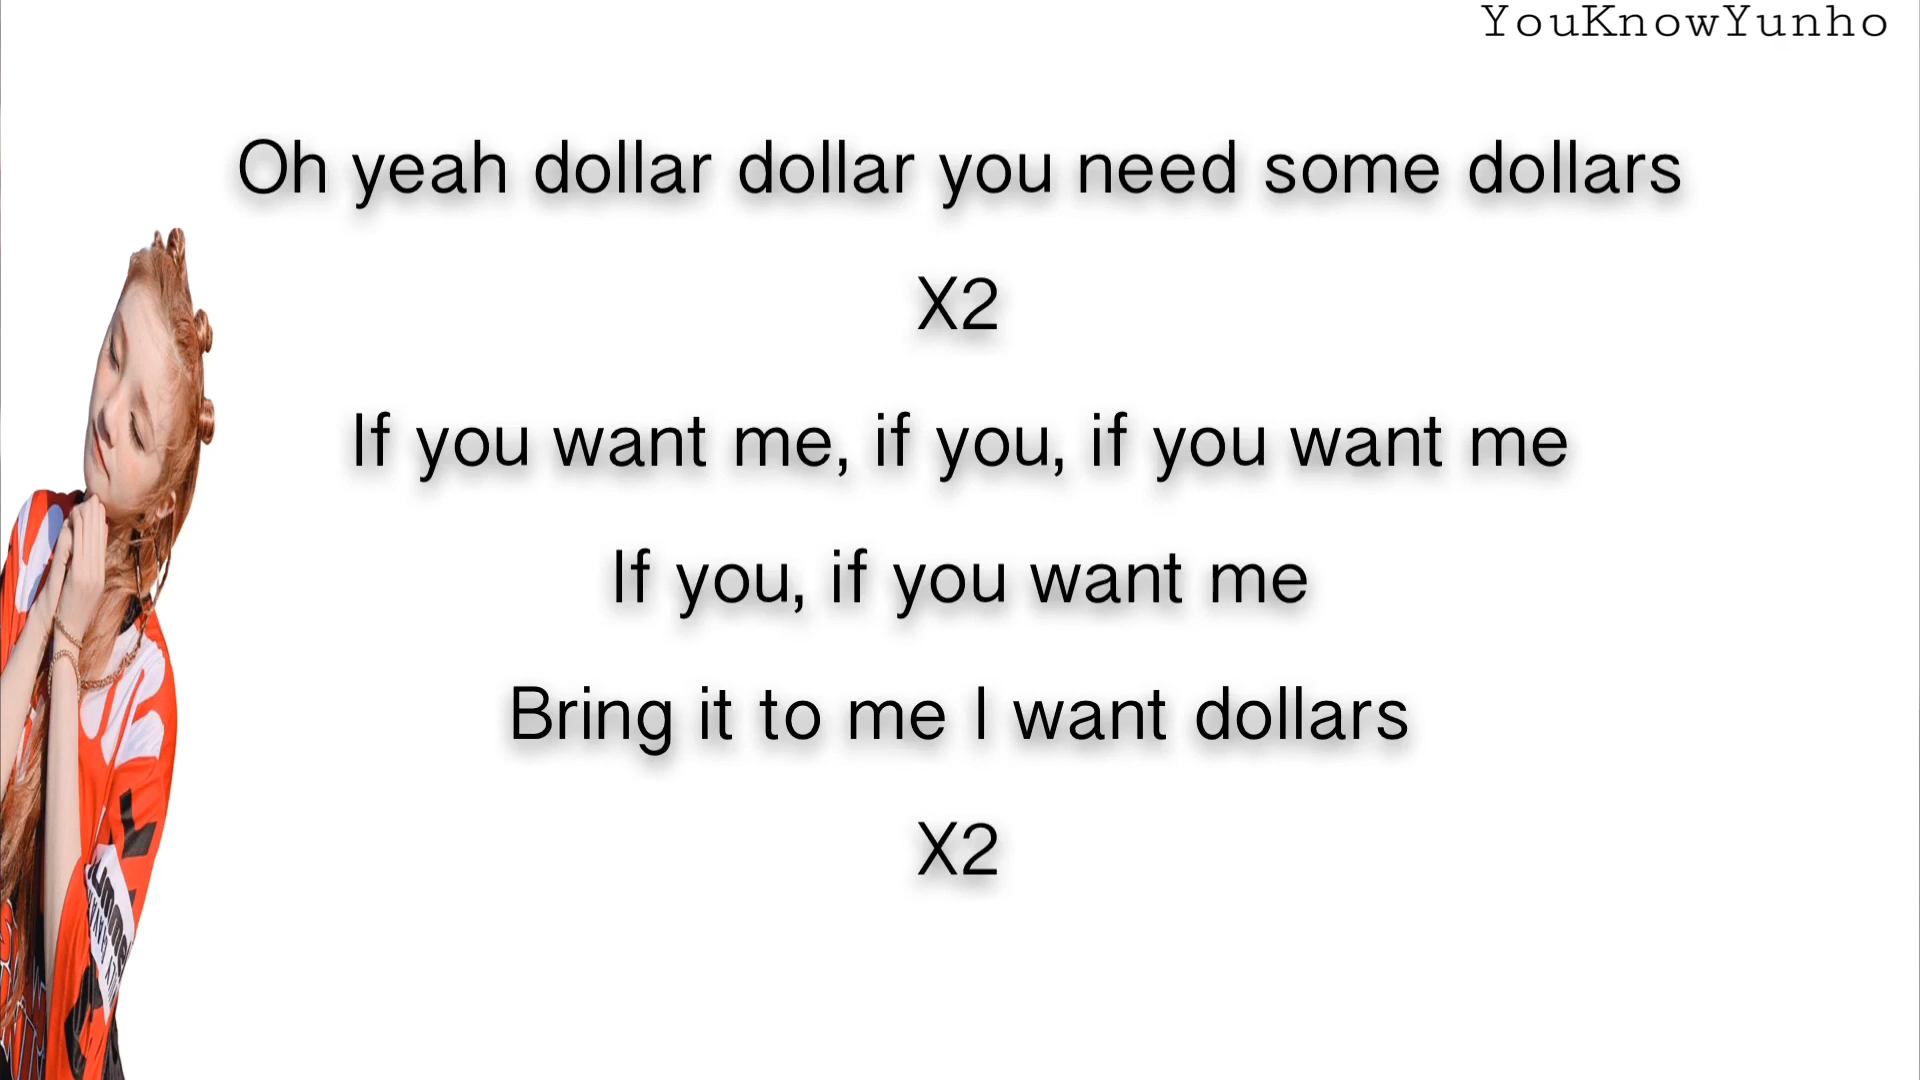 YouKnowYunho
Oh yeah dollar dollar you need some dollars
X2
If you want me, if you, if you want me
If you, if you want me
Bring it to me I want dollars
X2